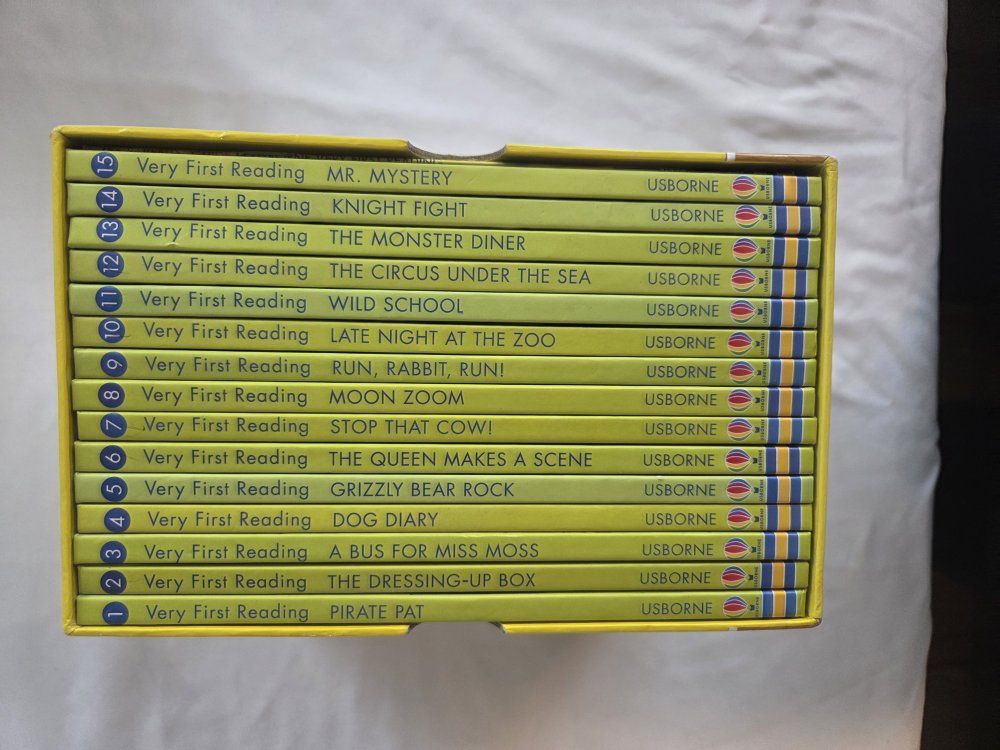 15 Very First Reading MR. MYSTERY USBORNE
14 Very First Reading KNIGHT FIGHT USBORNE
13 Very First Reading THE MONSTER DINER USBORNE
12 Very First Reading THE CIRCUS UNDER THE SEA USBORNE
11 Very First Reading WILD SCHOOL USBORNE
10 Very First Reading LATE NIGHT AT THE ZOO USBORNE
9 Very First Reading RUN, RABBIT, RUN! USBORNE
8 Very First Reading MOON ZOOM USBORNE
7 Very First Reading STOP THAT COW! USBORNE
6 Very First Reading THE QUEEN MAKES A SCENE USBORNE
5 Very First Reading GRIZZLY BEAR ROCK USBORNE
4 Very First Reading DOG DIARY USBORNE
3 Very First Reading A BUS FOR MISS MOSS USBORNE
2 Very First Reading THE DRESSING-UP BOX USBORNE
1 Very First Reading PIRATE PAT USBORNE